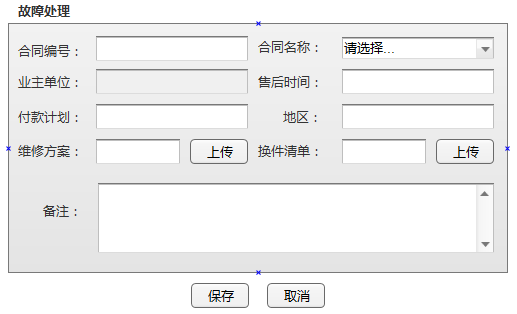 故障处理
合同编号： 合同名称： 请选择...
业主单位： 售后时间：
付款计划： 地区：
维修方案： 上传 换件清单： 上传
备注：
保存 取消